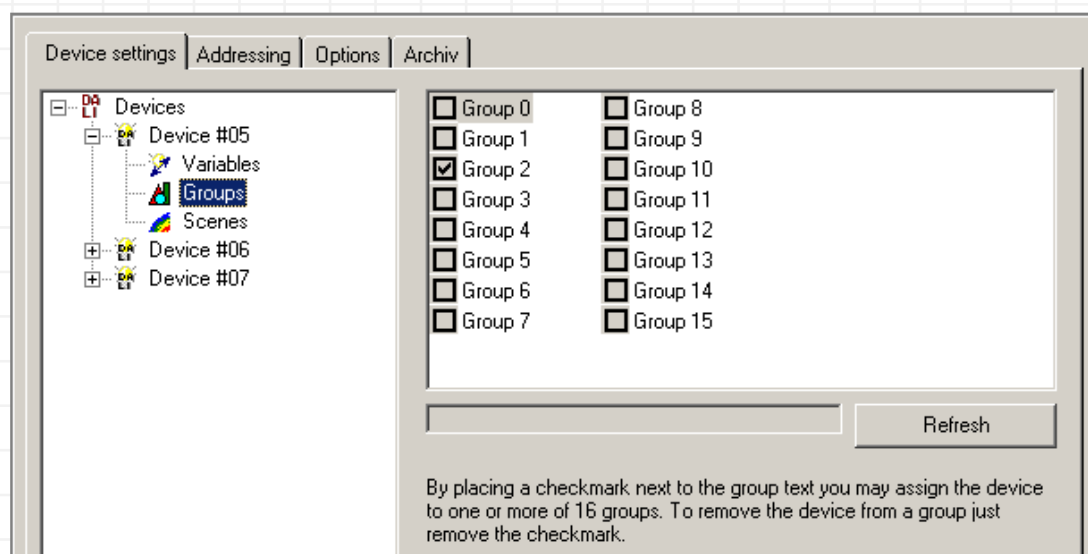 Device settings Addressing Options Archiv
DA
LI
Devices
Device #05
Variables
Groups
Scenes
Device #06
Device #07
Group 0
Group 1
Group 2
Group 3
Group 4
Group 5
Group 6
Group 7
Group 8
Group 9
Group 10
Group 11
Group 12
Group 13
Group 14
Group 15
Refresh
By placing a checkmark next to the group text you may assign the device
to one or more of 16 groups. To remove the device from a group just
remove the checkmark.